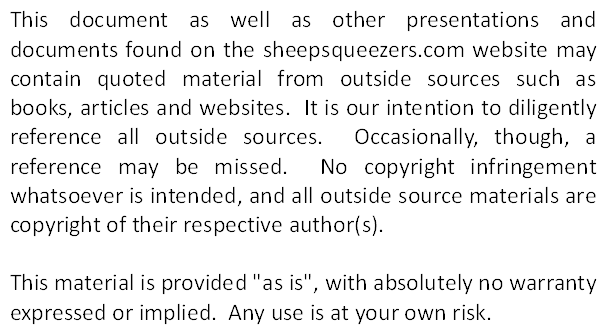 This document as well as other presentations and
documents found on the sheepsqueezers.com website may
contain quoted material from outside sources such as
books, articles and websites.  It is our intention to diligently
reference all outside sources.  Occasionally, though, a
reference may be missed.  No copyright infringement
whatsoever is intended, and all outside source materials are
copyright of their respective author(s).

This material is provided "as is", with absolutely no warranty
expressed or implied.  Any use is at your own risk.